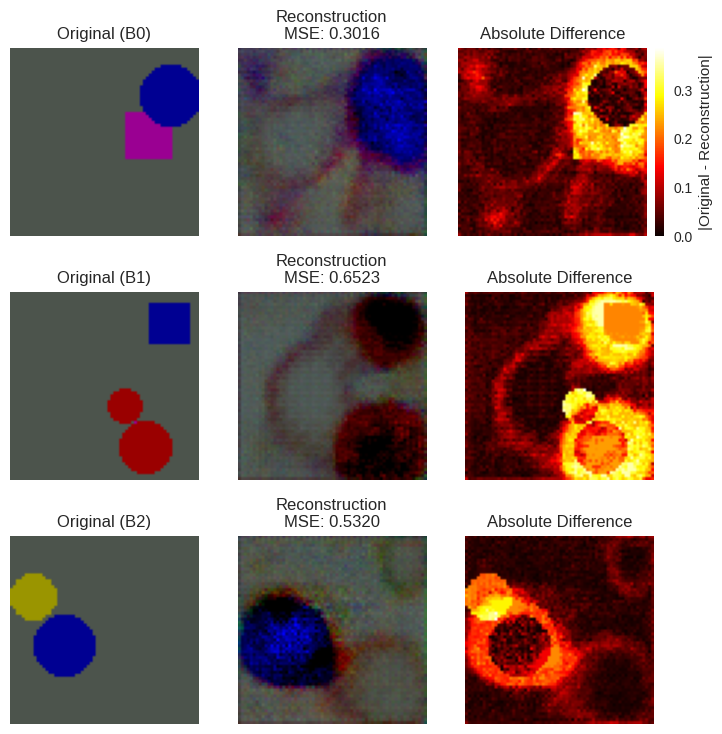 Original (B0)
Reconstruction
MSE: 0.3016
Absolute Difference
0.3
0.2
0.1
0.0
|Original - Reconstruction|
Original (B1)
Reconstruction
MSE: 0.6523
Absolute Difference
Original (B2)
Reconstruction
MSE: 0.5320
Absolute Difference